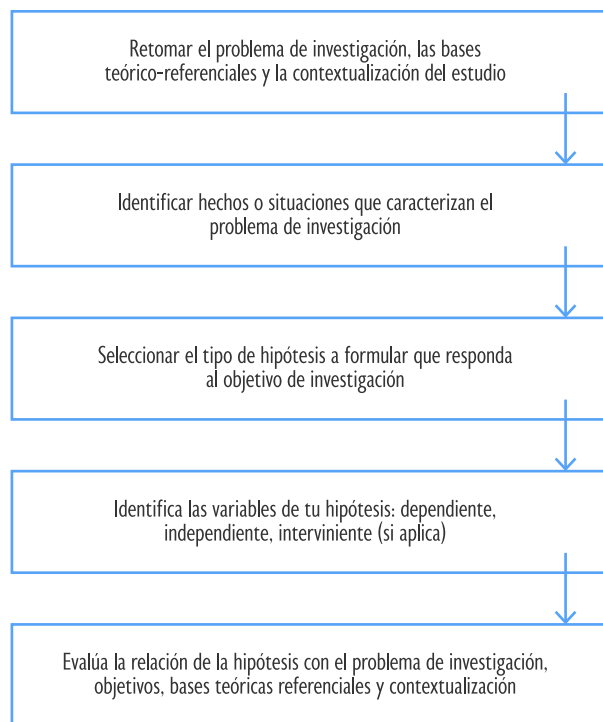 Retomar el problema de investigación, las bases
teórico-referenciales y la contextualización del estudio
Identificar hechos o situaciones que caracterizan el
problema de investigación
Seleccionar el tipo de hipótesis a formular que responda
al objetivo de investigación
Identifica las variables de tu hipótesis: dependiente,
independiente, interviniente (si aplica)
Evalúa la relación de la hipótesis con el problema de investigación,
objetivos, bases teóricas referenciales y contextualización